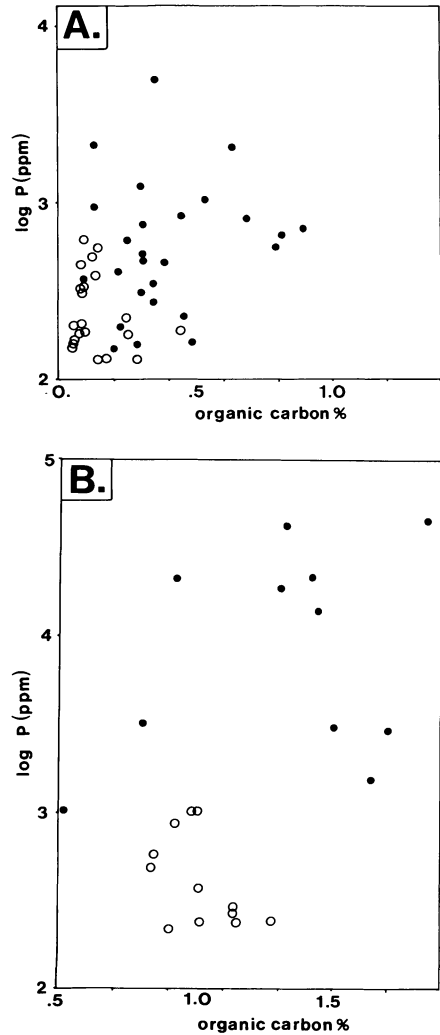 A.
4
3
2
log P(ppm)
0. .5 1.0
organic carbon %
B.
5
4
3
2
log P(ppm)
.5 1.0 1.5
organic carbon %